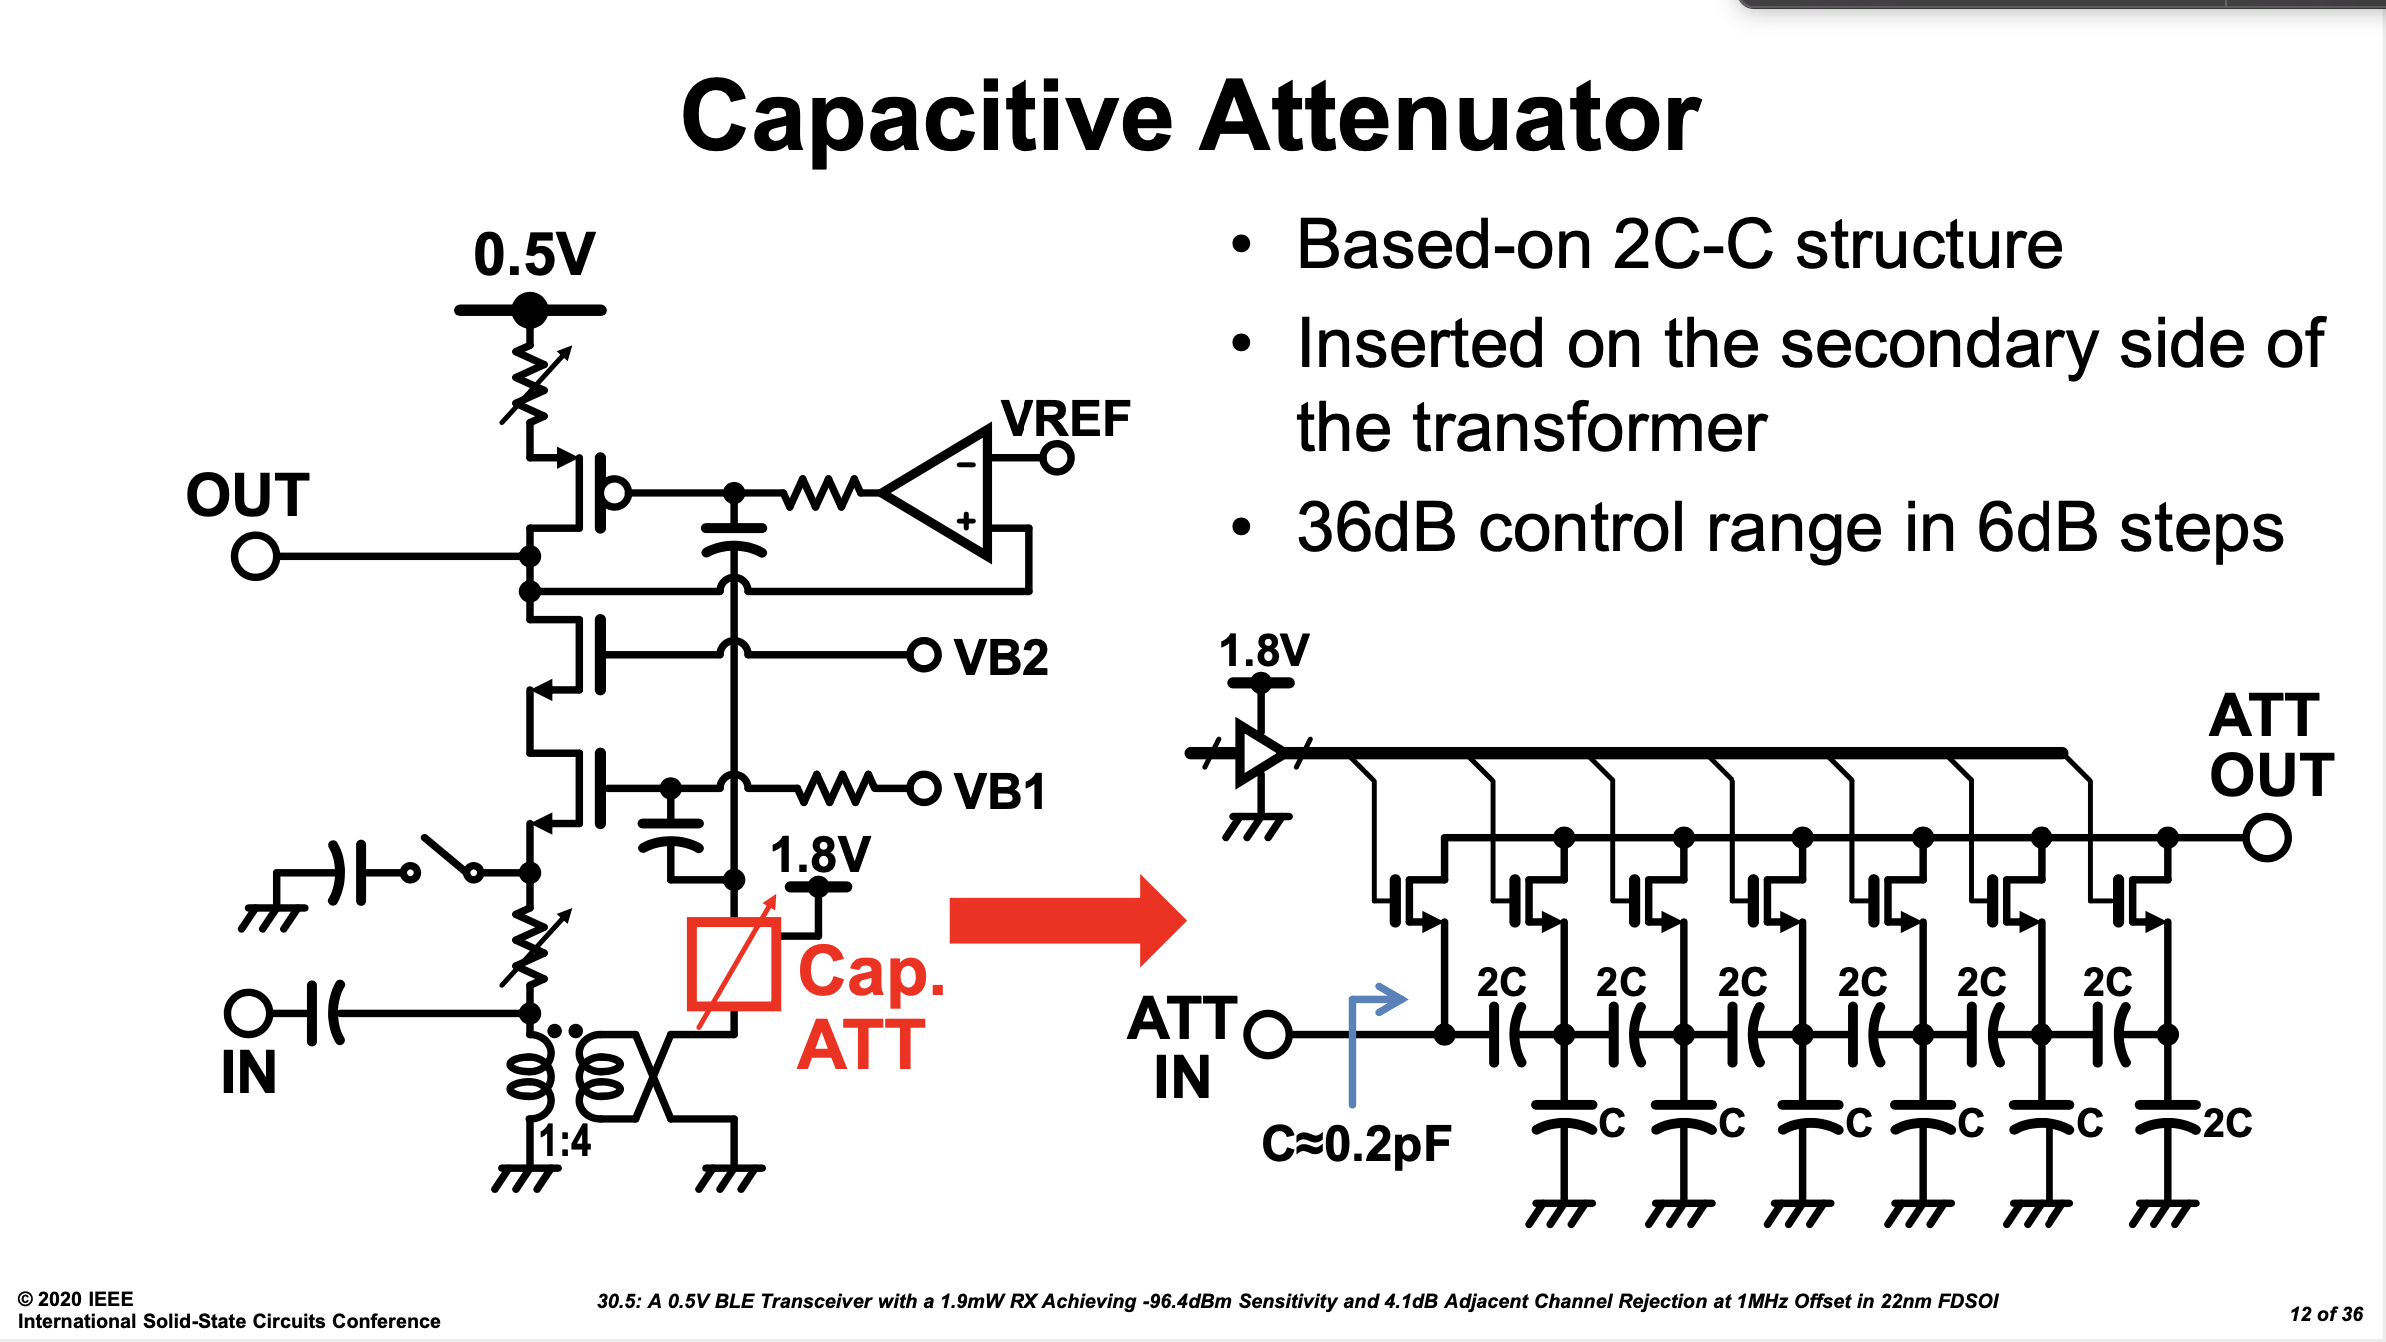 Capacitive Attenuator
• Based-on 2C-C structure
• Inserted on the secondary side of
the transformer
• 36dB control range in 6dB steps
0.5V
VREF
-
+
OUT
VB2
VB1
1.8V
Cap.
ATT
IN
1:4
1.8V
ATT
OUT
2C 2C 2C 2C 2C 2C
ATT
IN
C≈0.2pF
C C C C C 2C
© 2020 IEEE
International Solid-State Circuits Conference
30.5: A 0.5V BLE Transceiver with a 1.9mW RX Achieving -96.4dBm Sensitivity and 4.1dB Adjacent Channel Rejection at 1MHz Offset in 22nm FDSOI
12 of 36